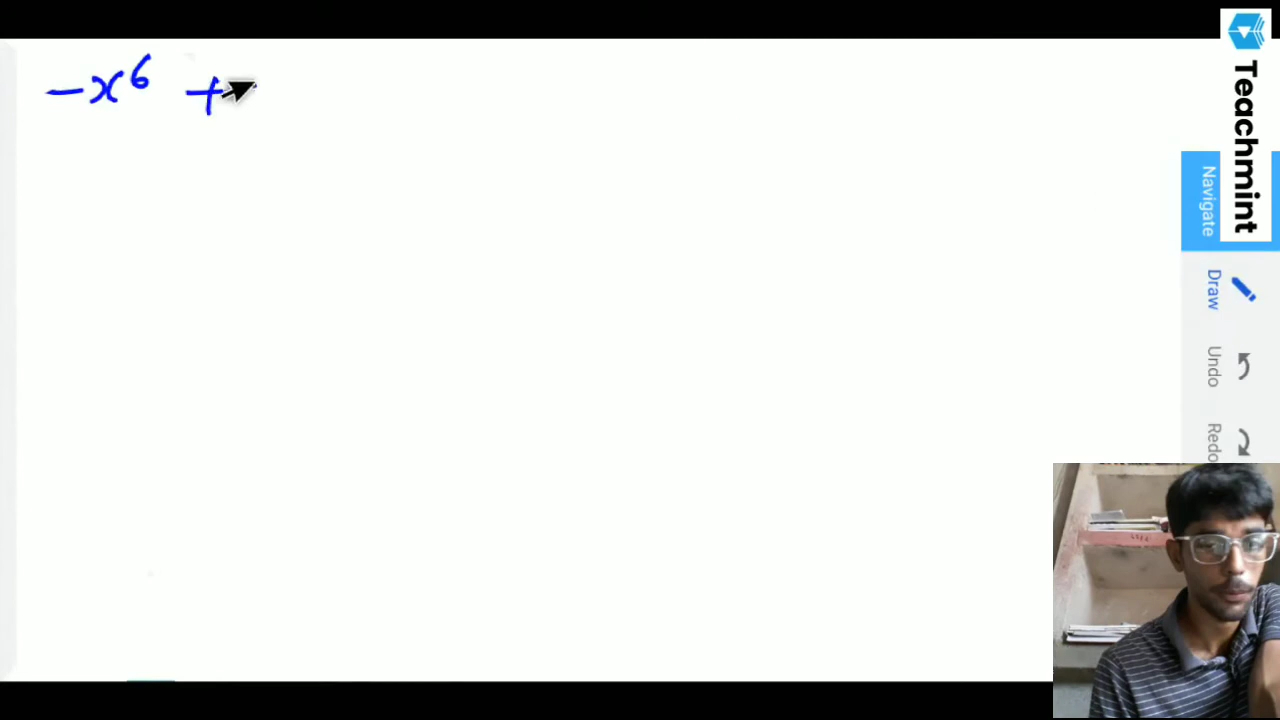 -x⁶ +
Teachmint
Navigate
Draw
Undo
Redo